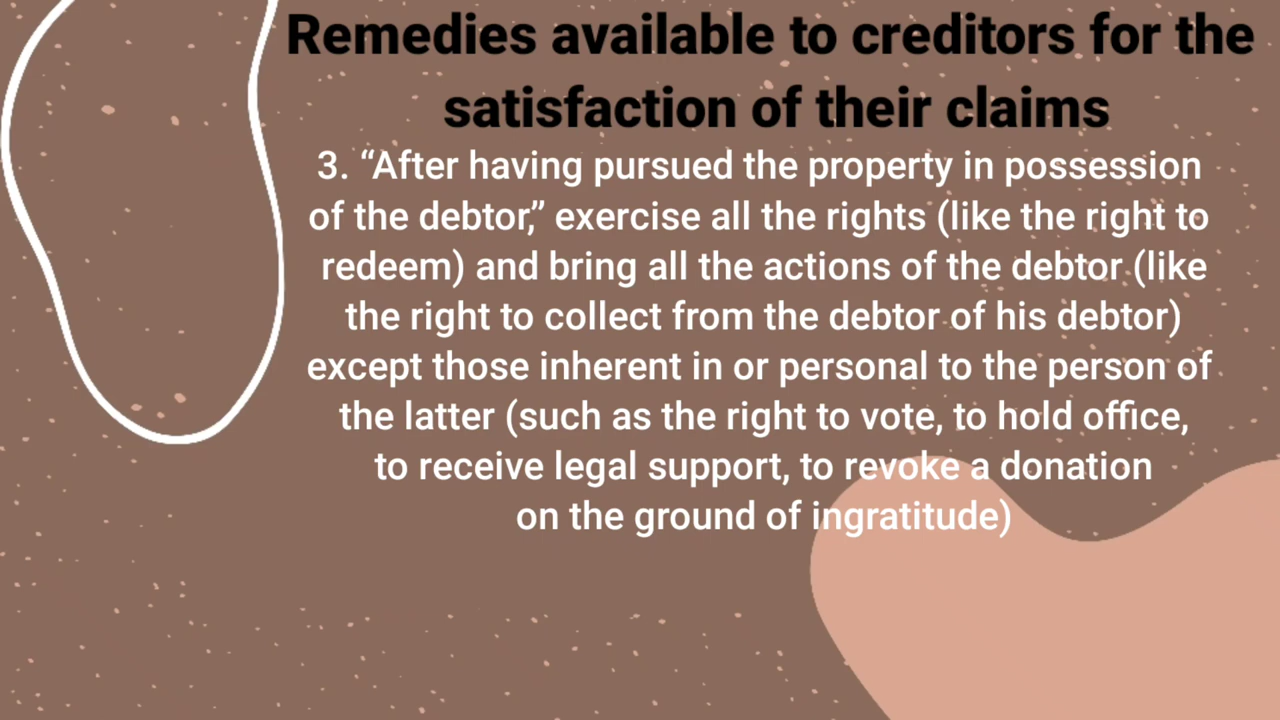 Remedies available to creditors for the
satisfaction of their claims
3. “After having pursued the property in possession
of the debtor,” exercise all the rights (like the right to
redeem) and bring all the actions of the debtor (like
the right to collect from the debtor of his debtor)
except those inherent in or personal to the person of
the latter (such as the right to vote, to hold office,
to receive legal support, to revoke a donation
on the ground of ingratitude)